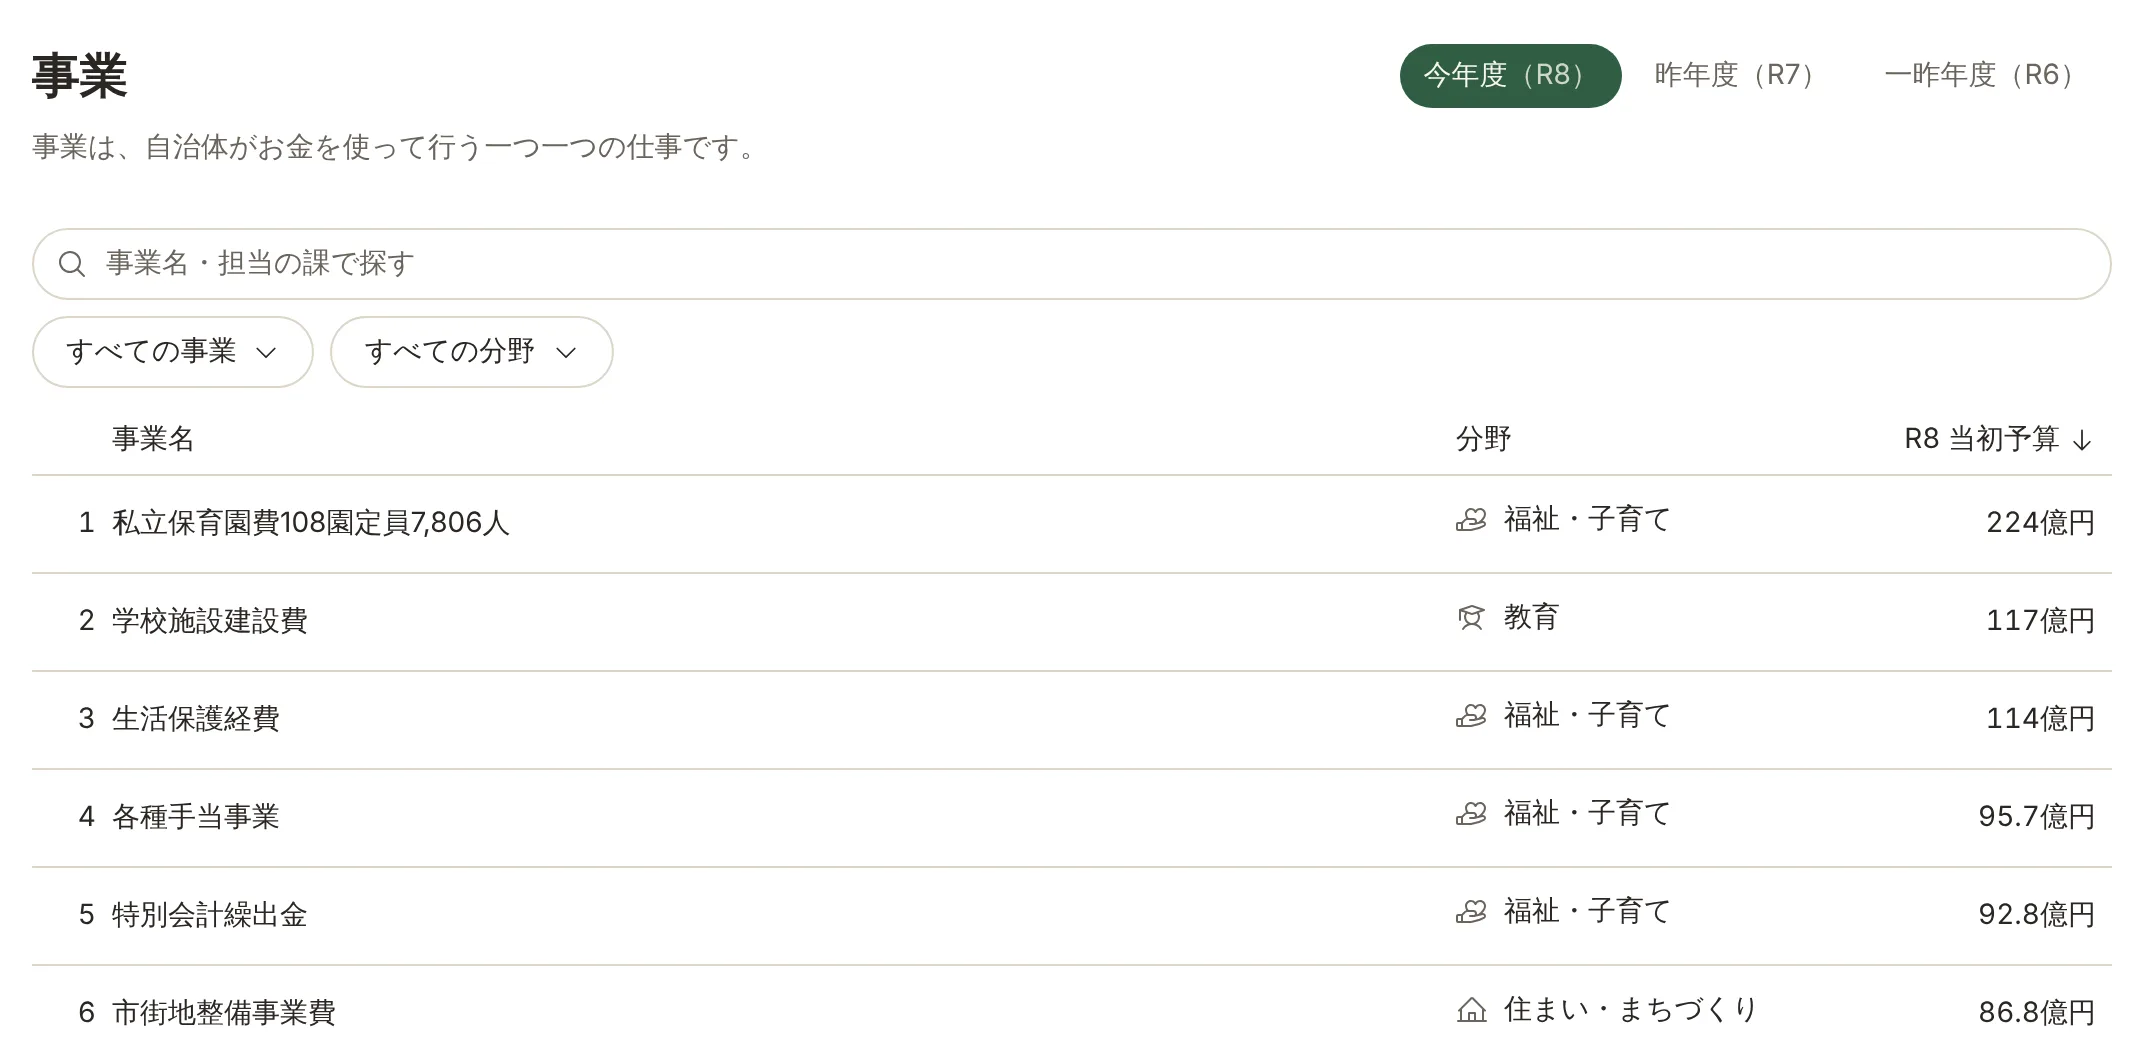 事業
今年度（R8） 昨年度（R7） 一昨年度（R6）
事業は、自治体がお金を使って行う一つ一つの仕事です。
事業名・担当の課で探す
すべての事業 すべての分野
事業名 分野 R8 当初予算 ↓
1 私立保育園費108園定員7,806人 福祉・子育て 224億円
2 学校施設建設費 教育 117億円
3 生活保護経費 福祉・子育て 114億円
4 各種手当事業 福祉・子育て 95.7億円
5 特別会計繰出金 福祉・子育て 92.8億円
6 市街地整備事業費 住まい・まちづくり 86.8億円